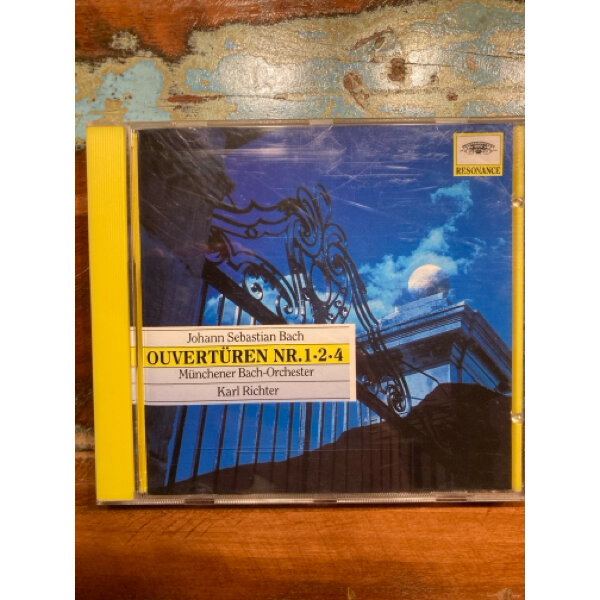 RESONANCE
Johann Sebastian Bach
OUVERTÜREN NR.1·2·4
Münchener Bach-Orchester
Karl Richter